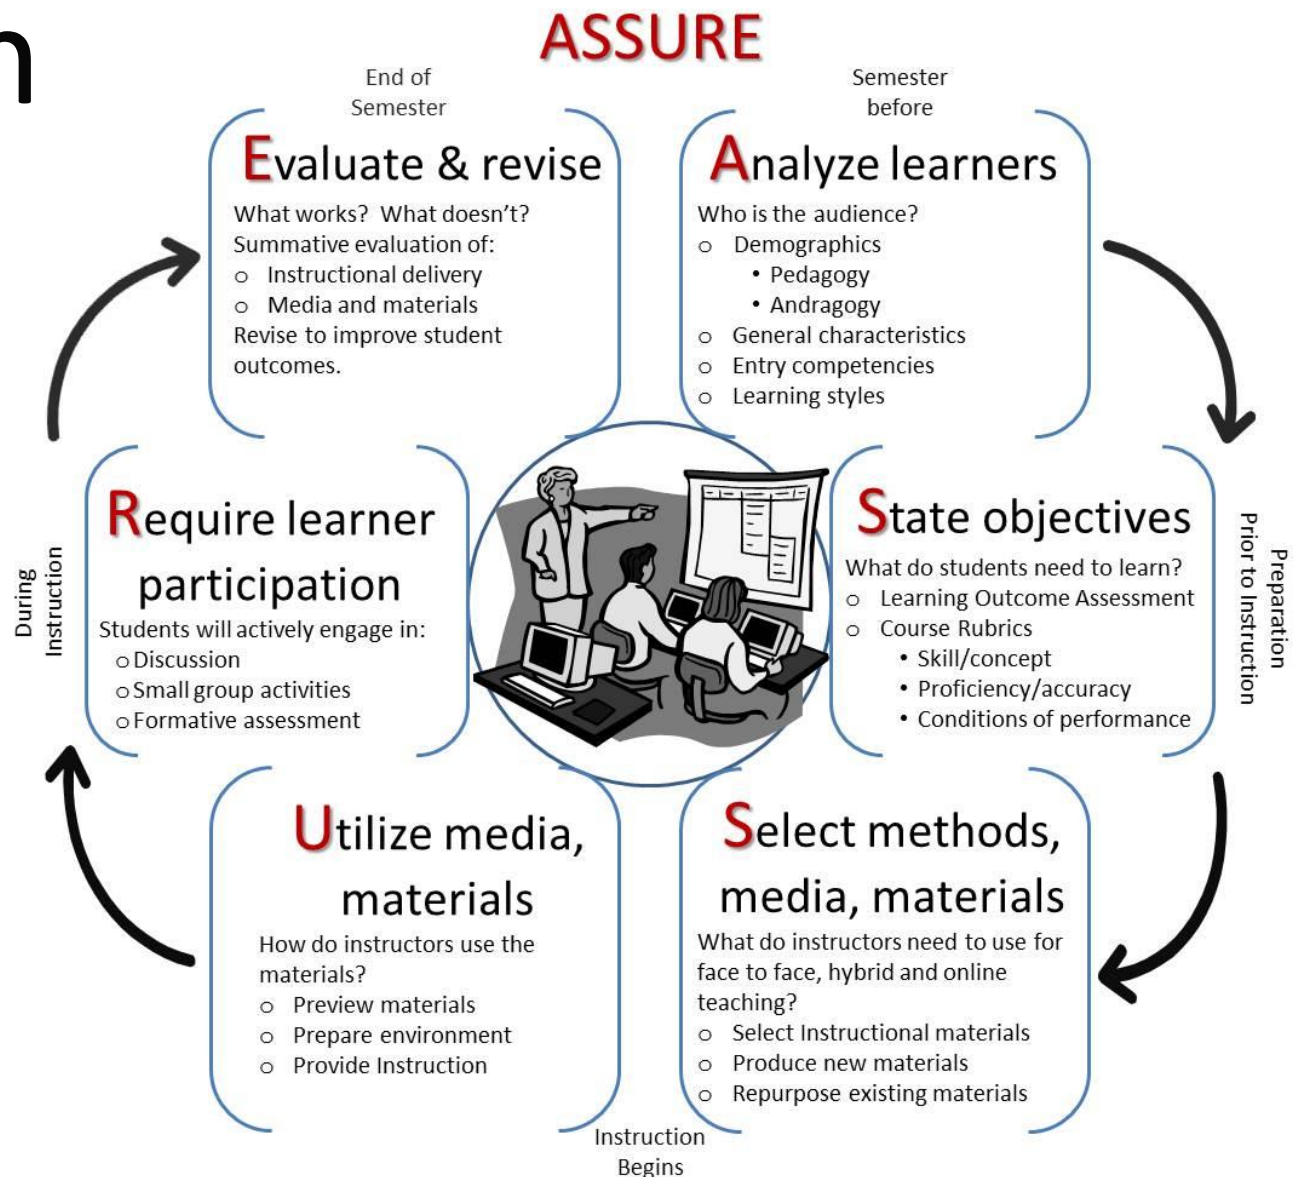 n
ASSURE
End of
Semester
Semester
before
Evaluate & revise
What works?  What doesn't?
Summative evaluation of:
o Instructional delivery
o Media and materials
Revise to improve student
outcomes.
Analyze learners
Who is the audience?
o Demographics
• Pedagogy
• Andragogy
o General characteristics
o Entry competencies
o Learning styles
State objectives
What do students need to learn?
o Learning Outcome Assessment
o Course Rubrics
• Skill/concept
• Proficiency/accuracy
• Conditions of performance
Preparation
Prior to Instruction
Select methods,
media, materials
What do instructors need to use for
face to face, hybrid and online
teaching?
o Select Instructional materials
o Produce new materials
o Repurpose existing materials
Instruction
Begins
Utilize media,
materials
How do instructors use the
materials?
o Preview materials
o Prepare environment
o Provide Instruction
During
Instruction
Require learner
participation
Students will actively engage in:
o Discussion
o Small group activities
o Formative assessment